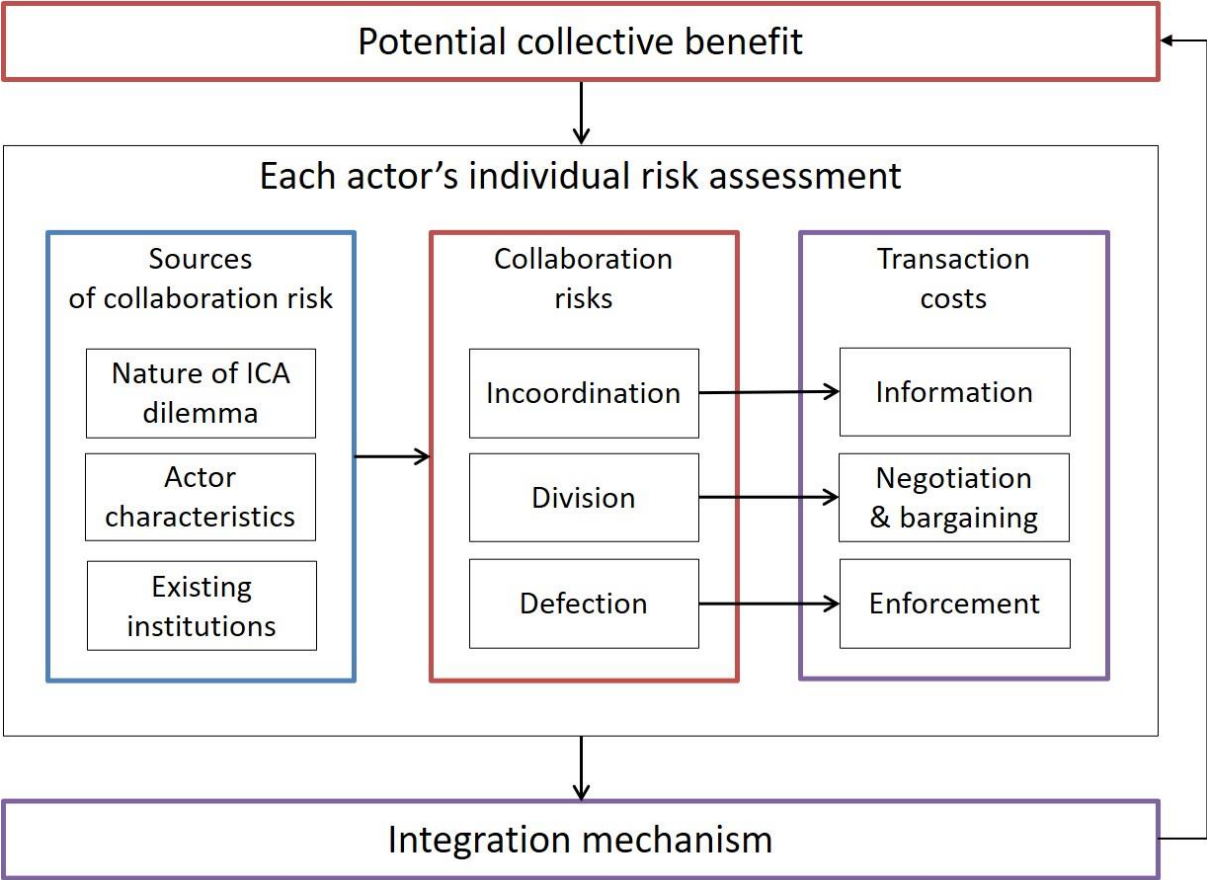 Potential collective benefit
Each actor’s individual risk assessment
Sources
of collaboration risk
Nature of ICA
dilemma
Actor
characteristics
Existing
institutions
Collaboration
risks
Incoordination
Division
Defection
Transaction
costs
Information
Negotiation
& bargaining
Enforcement
Integration mechanism